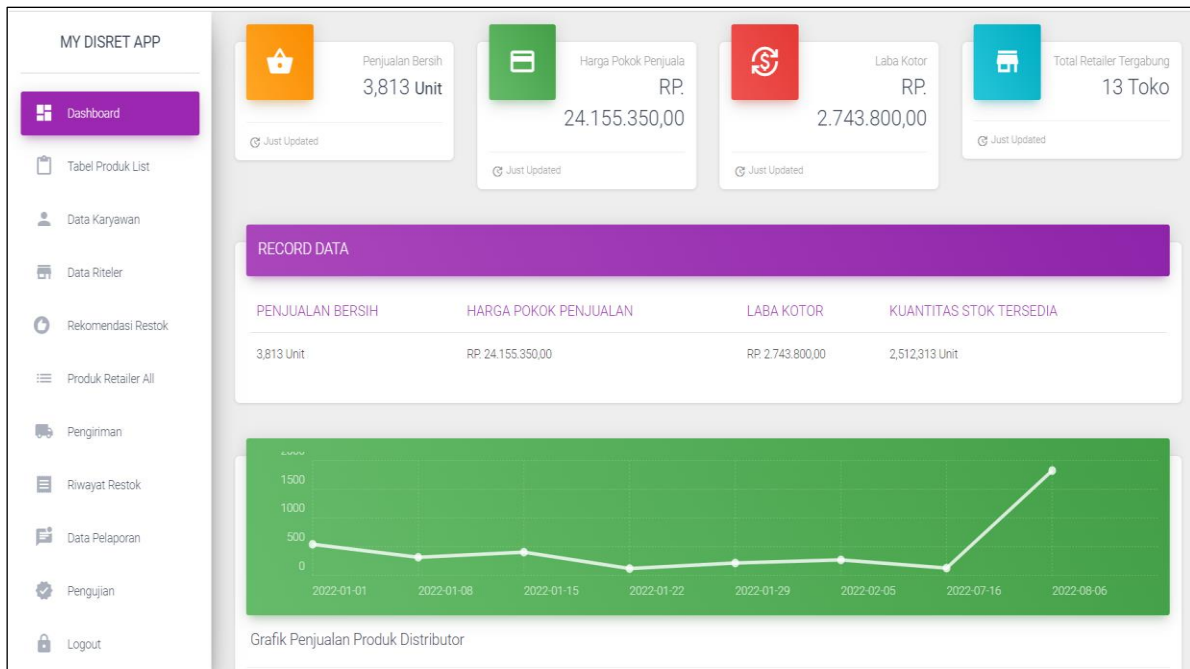 MY DISRET APP
Dashboard
Tabel Produk List
Data Karyawan
Data Riteler
Rekomendasi Restok
Produk Retailer All
Pengiriman
Riwayat Restok
Data Pelaporan
Pengujian
Logout
Penjualan Bersih
3,813 Unit
Just Updated
Harga Pokok Penjuala
RP.
24.155.350,00
Just Updated
Laba Kotor
RP.
2.743.800,00
Just Updated
Total Retailer Tergabung
13 Toko
Just Updated
RECORD DATA
PENJUALAN BERSIH HARGA POKOK PENJUALAN LABA KOTOR KUANTITAS STOK TERSEDIA
3,813 Unit RP. 24.155.350,00 RP. 2.743.800,00 2,512,313 Unit
2000
1500
1000
500
0
2022-01-01 2022-01-08 2022-01-15 2022-01-22 2022-01-29 2022-02-05 2022-07-16 2022-08-06
Grafik Penjualan Produk Distributor